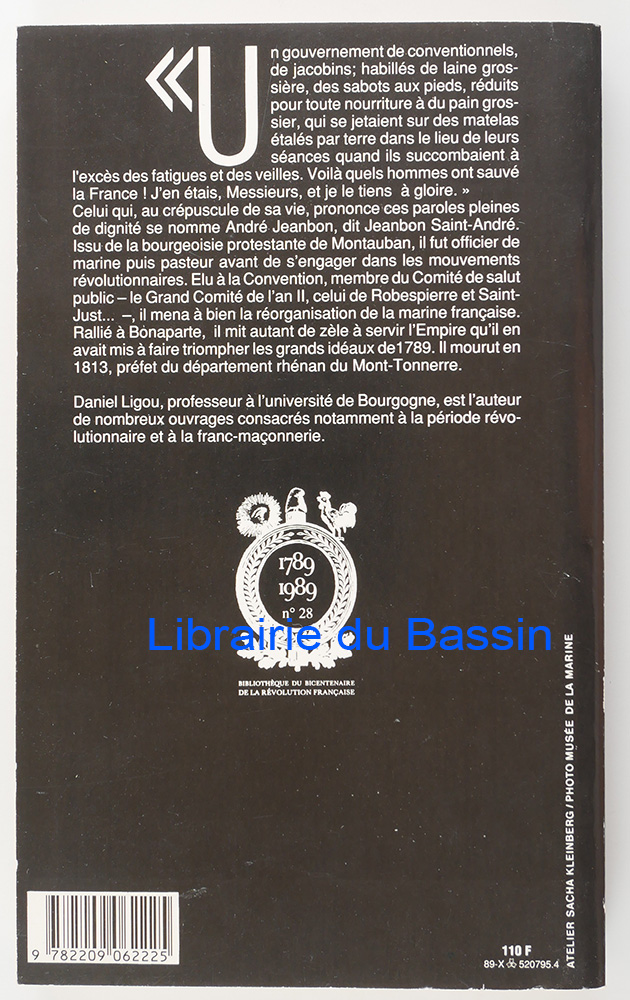 «Un gouvernement de conventionnels,
de jacobins; habillés de laine gros-
sière, des sabots aux pieds, réduits
pour toute nourriture à du pain gros-
sier, qui se jetaient sur des matelas
étalés par terre dans le lieu de leurs
séances quand ils succombaient à
l'excès des fatigues et des veilles. Voilà quels hommes ont sauvé
la France ! J'en étais, Messieurs, et je le tiens à gloire. »
Celui qui, au crépuscule de sa vie, prononce ces paroles pleines
de dignité se nomme André Jeanbon, dit Jeanbon Saint-André.
Issu de la bourgeoisie protestante de Montauban, il fut officier de
marine puis pasteur avant de s'engager dans les mouvements
révolutionnaires. Elu à la Convention, membre du Comité de salut
public – le Grand Comité de l'an II, celui de Robespierre et Saint-
Just... –, il mena à bien la réorganisation de la marine française.
Rallié à Bonaparte, il mit autant de zèle à servir l'Empire qu'il en
avait mis à faire triompher les grands idéaux de1789. Il mourut en
1813, préfet du département rhénan du Mont-Tonnerre.
Daniel Ligou, professeur à l'université de Bourgogne, est l'auteur
de nombreux ouvrages consacrés notamment à la période révo-
lutionnaire et à la franc-maçonnerie.
1789
1989
n° 28
Librairie du Bassin
BIBLIOTHÈQUE DU BICENTENAIRE
DE LA RÉVOLUTION FRANÇAISE
ATELIER SACHA KLEINBERG / PHOTO MUSÉE DE LA MARINE
9 782209 062225
110 F
89-X 520795.4